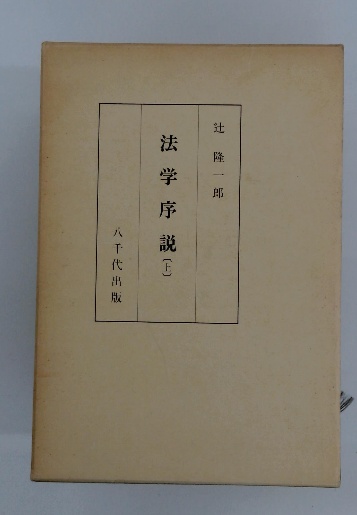 辻 隆一郎
法学序説〔上〕
八千代出版